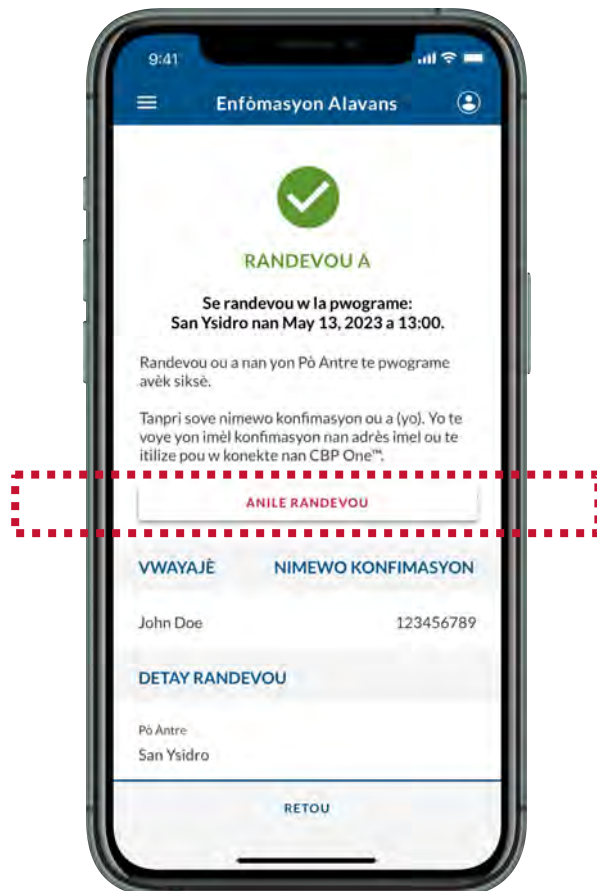 9:41
Enfòmasyon Alavans
RANDEVOU A
Se randevou w la pwograme:
San Ysidro nan May 13, 2023 a 13:00.
Randevou ou a nan yon Pò Antre te pwograme
avèk siksè.
Tanpri sove nimewo konfimasyon ou a (yo). Yo te
voye yon imèl konfimasyon nan adrès imel ou te
itilize pou w konekte nan CBP One™.
ANILE RANDEVOU
VWAYAJÈ NIMEWO KONFIMASYON
John Doe 123456789
DETAY RANDEVOU
Pò Antre
San Ysidro
RETOU